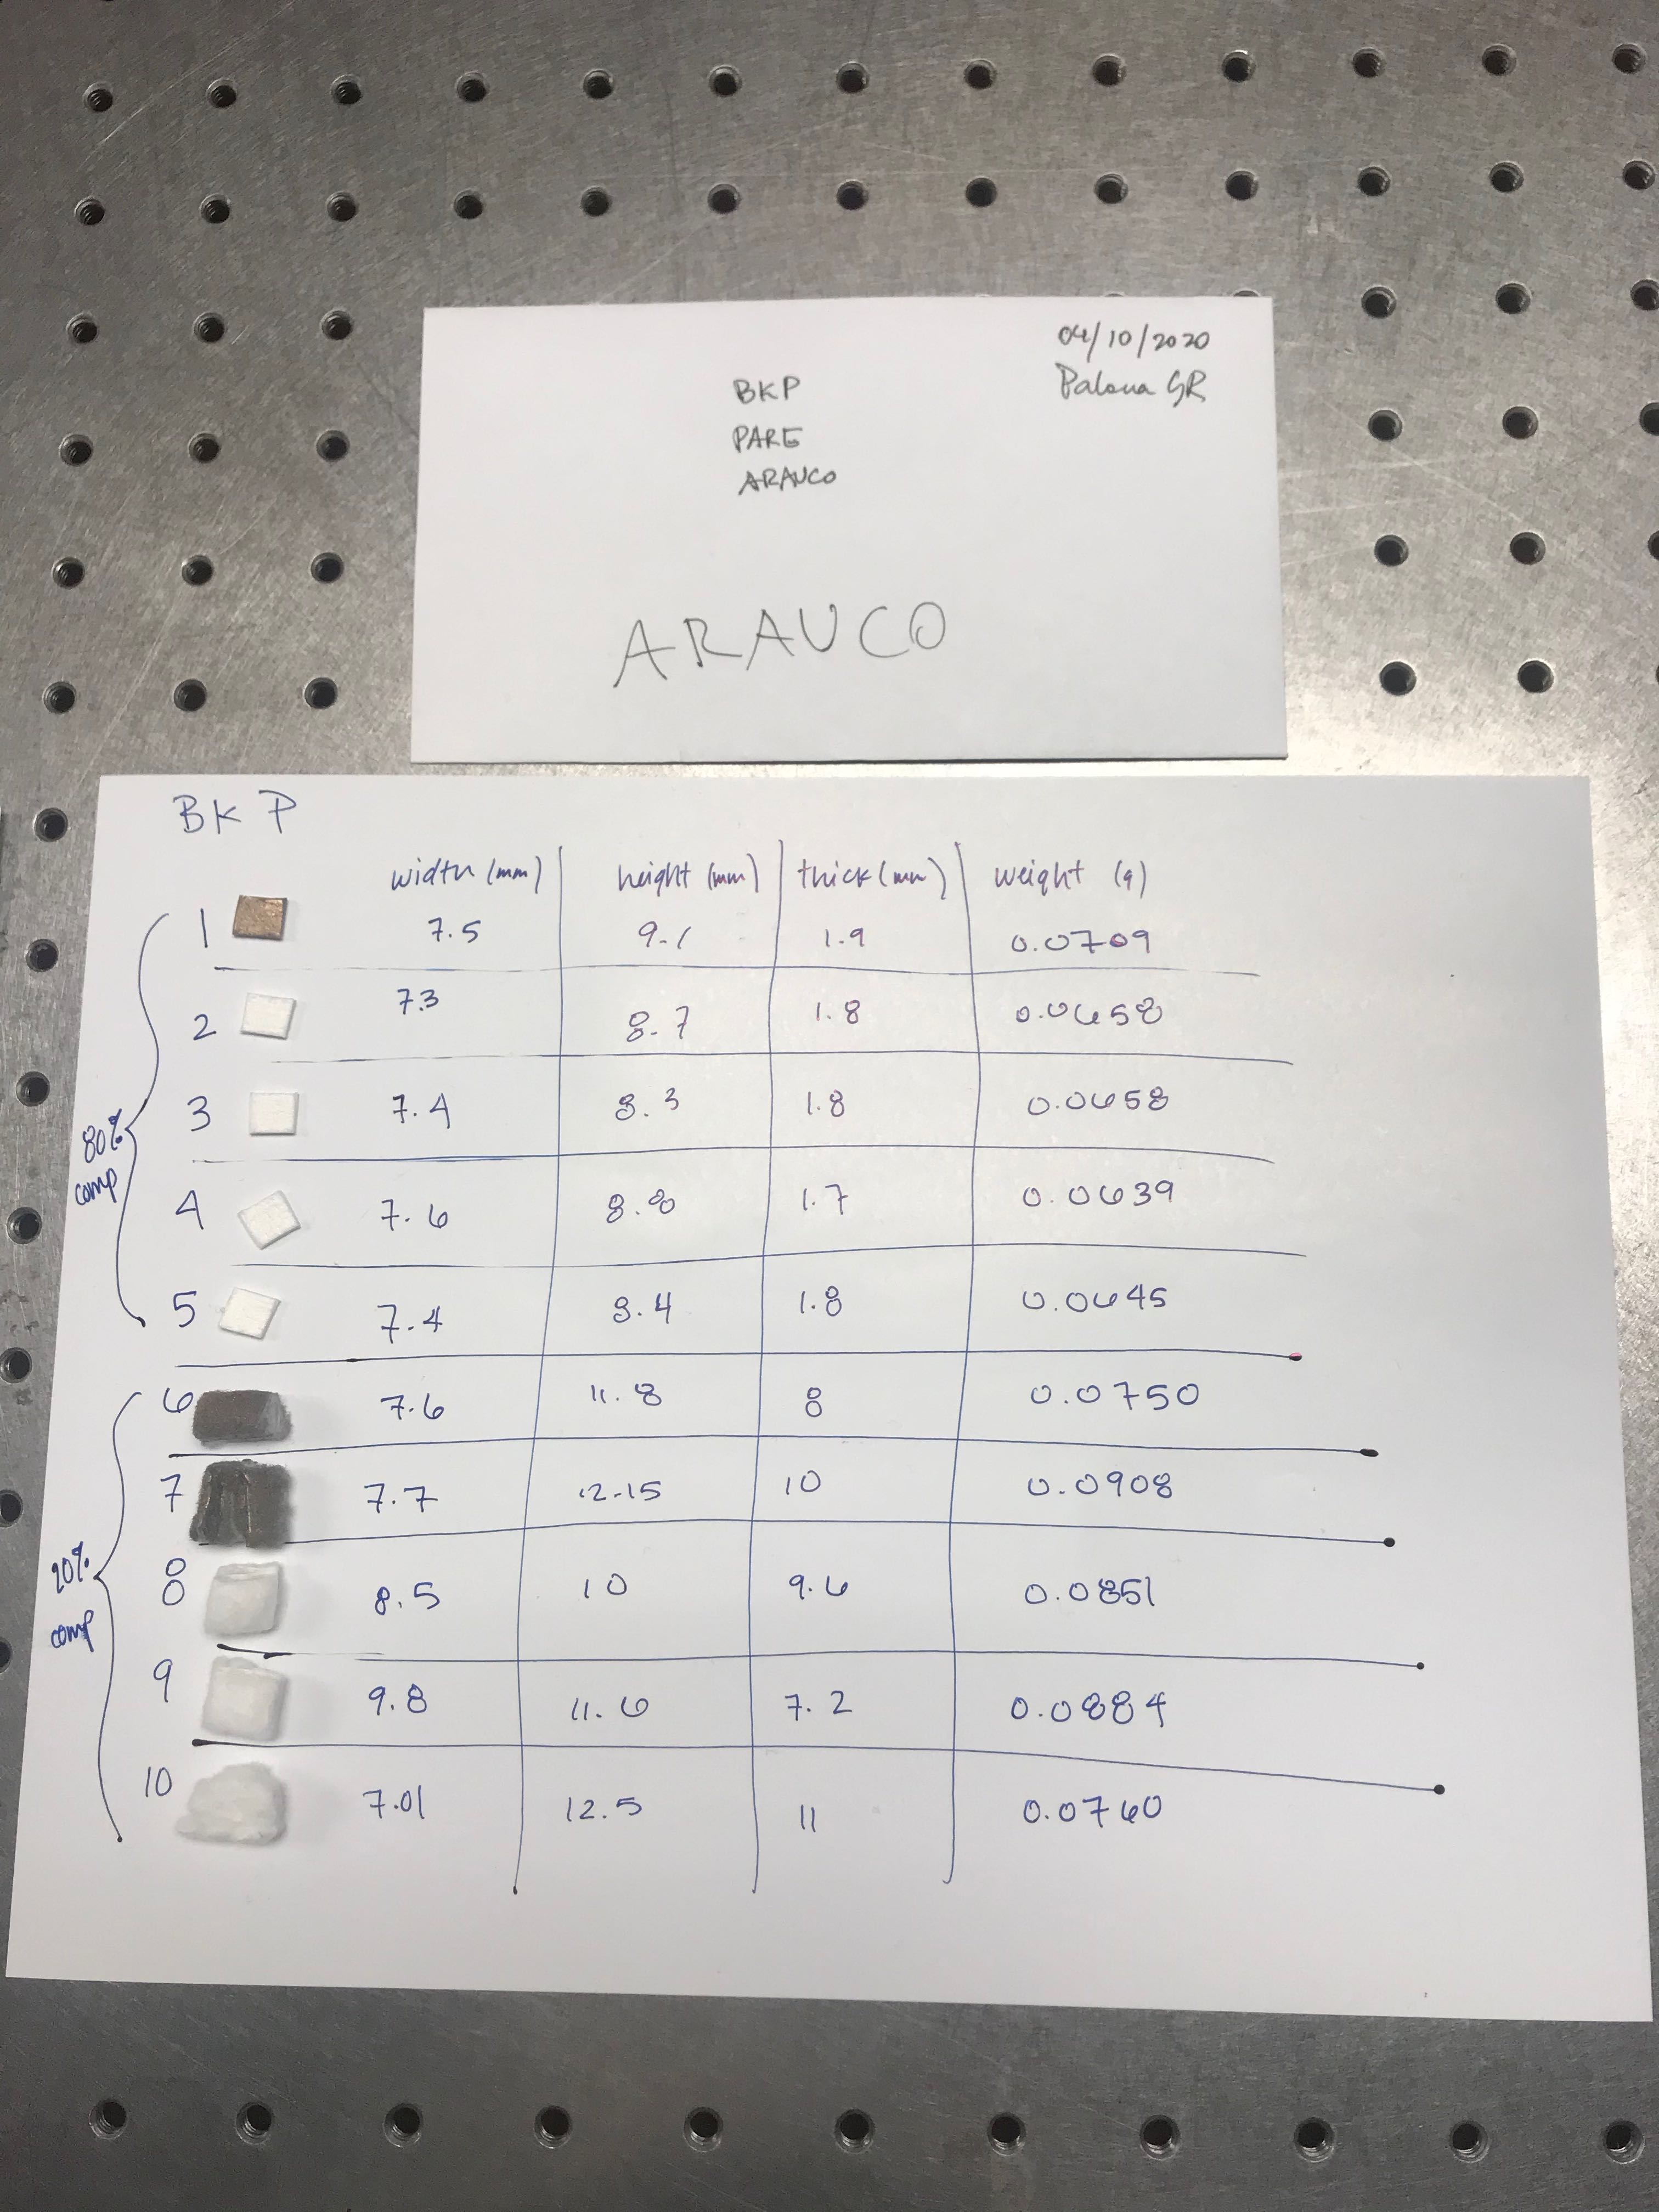 04/10/2020
Paloma GR
BKP
PARE
ARAUCO
ARAUCO
BKP
width (mm) height (mm) thick (mm) weight (g)
1 7.5 9.1 1.9 0.0709
2 7.3 8.7 1.8 0.0658
3 7.4 8.3 1.8 0.0658
80%
comp
4 7.6 8.8 1.7 0.0639
5 7.4 8.4 1.8 0.0645
6 7.6 11.8 8 0.0750
7 7.7 12.15 10 0.0908
8 8.5 10 9.6 0.0851
20%
comp
9 9.8 11.6 7.2 0.0884
10 7.01 12.5 11 0.0760